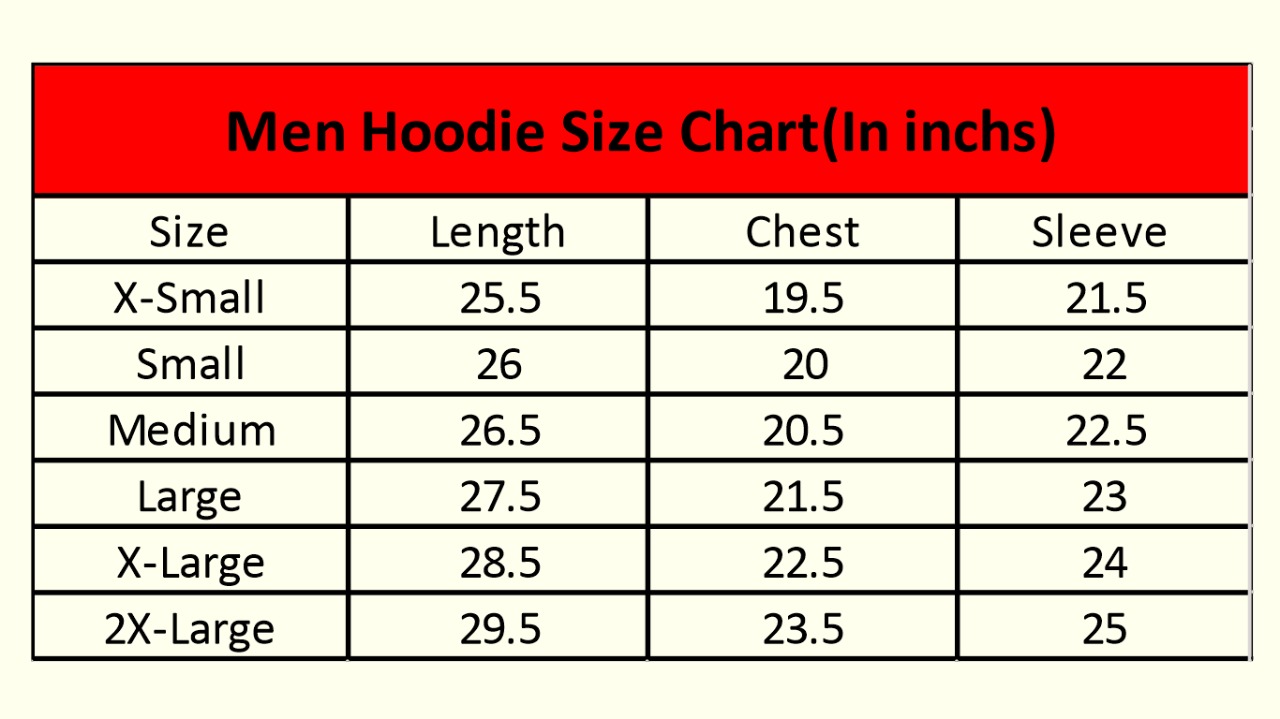 Men Hoodie Size Chart(In inchs)
Size Length Chest Sleeve
X-Small 25.5 19.5 21.5
Small 26 20 22
Medium 26.5 20.5 22.5
Large 27.5 21.5 23
X-Large 28.5 22.5 24
2X-Large 29.5 23.5 25